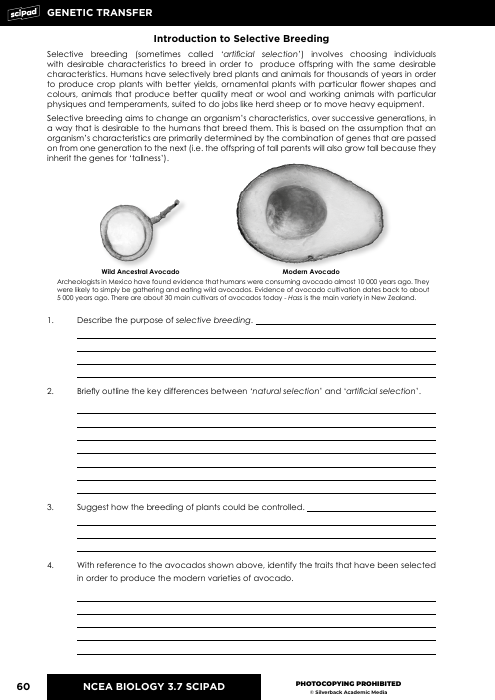 scipad GENETIC TRANSFER
Introduction to Selective Breeding
Selective breeding (sometimes called 'artificial selection') involves choosing individuals
with desirable characteristics to breed in order to produce offspring with the same desirable
characteristics. Humans have selectively bred plants and animals for thousands of years in order
to produce crop plants with better yields, ornamental plants with particular flower shapes and
colours, animals that produce better quality meat or wool and working animals with particular
physiques and temperaments, suited to do jobs like herd sheep or to move heavy equipment.
Selective breeding aims to change an organism's characteristics, over successive generations, in
a way that is desirable to the humans that breed them. This is based on the assumption that an
organism's characteristics are primarily determined by the combination of genes that are passed
on from one generation to the next (i.e. the offspring of tall parents will also grow tall because they
inherit the genes for 'tallness').
Wild Ancestral Avocado
Modern Avocado
Archeologists in Mexico have found evidence that humans were consuming avocado almost 10 000 years ago. They
were likely to simply be gathering and eating wild avocados. Evidence of avocado cultivation dates back to about
5 000 years ago. There are about 30 main cultivars of avocados today - Hass is the main variety in New Zealand.
1. Describe the purpose of selective breeding.
2. Briefly outline the key differences between 'natural selection' and 'artificial selection'.
3. Suggest how the breeding of plants could be controlled.
4. With reference to the avocados shown above, identify the traits that have been selected
in order to produce the modern varieties of avocado.
60 NCEA BIOLOGY 3.7 SCIPAD
PHOTOCOPYING PROHIBITED
© Silverback Academic Media